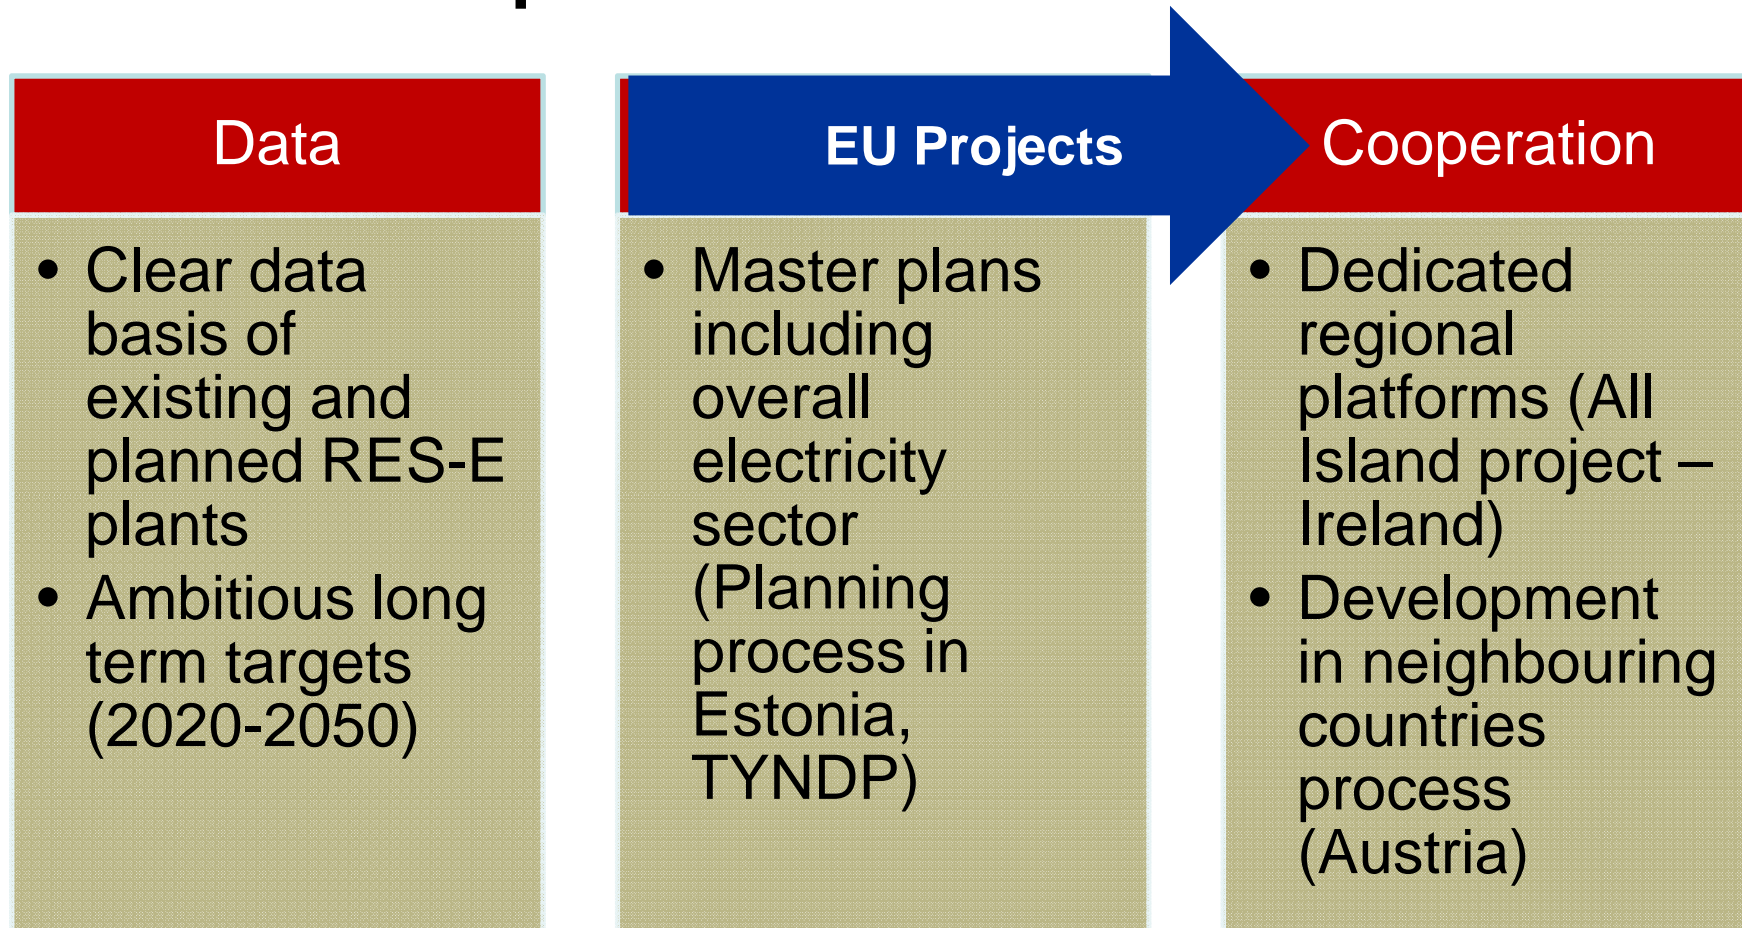 Data
• Clear data
basis of
existing and
planned RES-E
plants
• Ambitious long
term targets
(2020-2050)
EU Projects
• Master plans
including
overall
electricity
sector
(Planning
process in
Estonia,
TYNDP)
Cooperation
• Dedicated
regional
platforms (All
Island project –
Ireland)
• Development
in neighbouring
countries
process
(Austria)